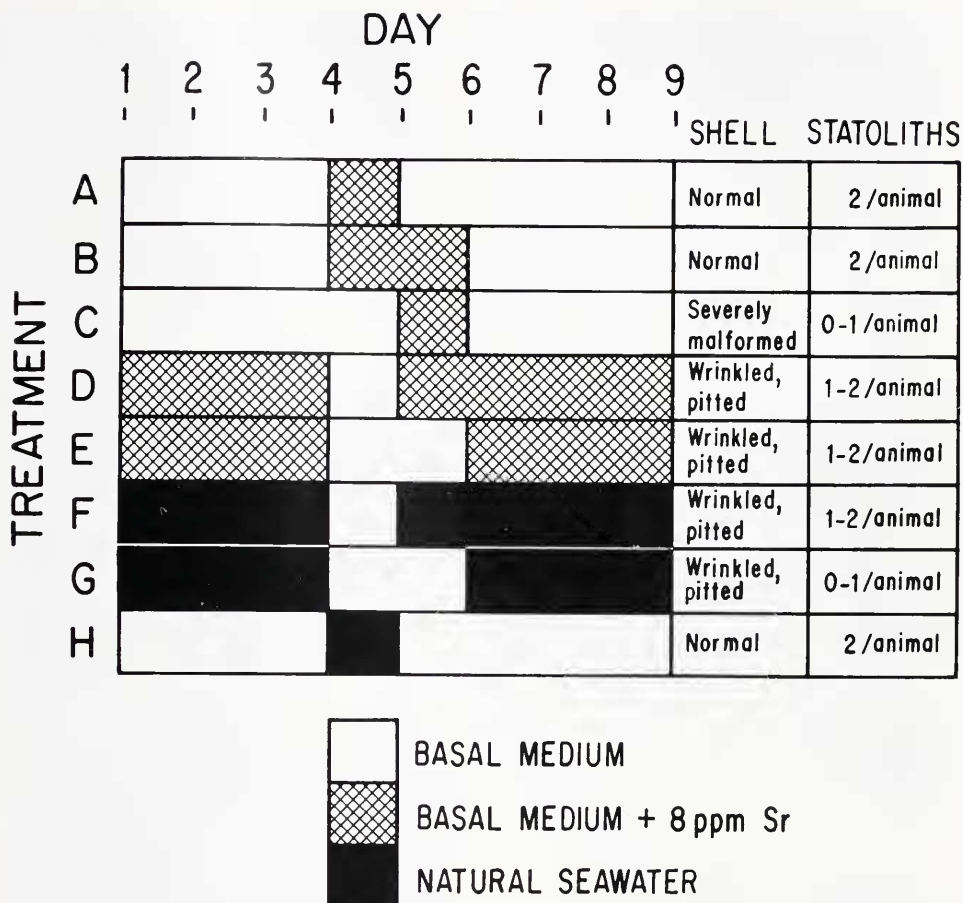 DAY
1 2 3 4 5 6 7 8 9
SHELL STATOLITHS
TREATMENT
A Normal 2/animal
B Normal 2/animal
C Severely malformed 0-1/animal
D Wrinkled, pitted 1-2/animal
E Wrinkled, pitted 1-2/animal
F Wrinkled, pitted 1-2/animal
G Wrinkled, pitted 0-1/animal
H Normal 2/animal
BASAL MEDIUM
BASAL MEDIUM + 8 ppm Sr
NATURAL SEAWATER